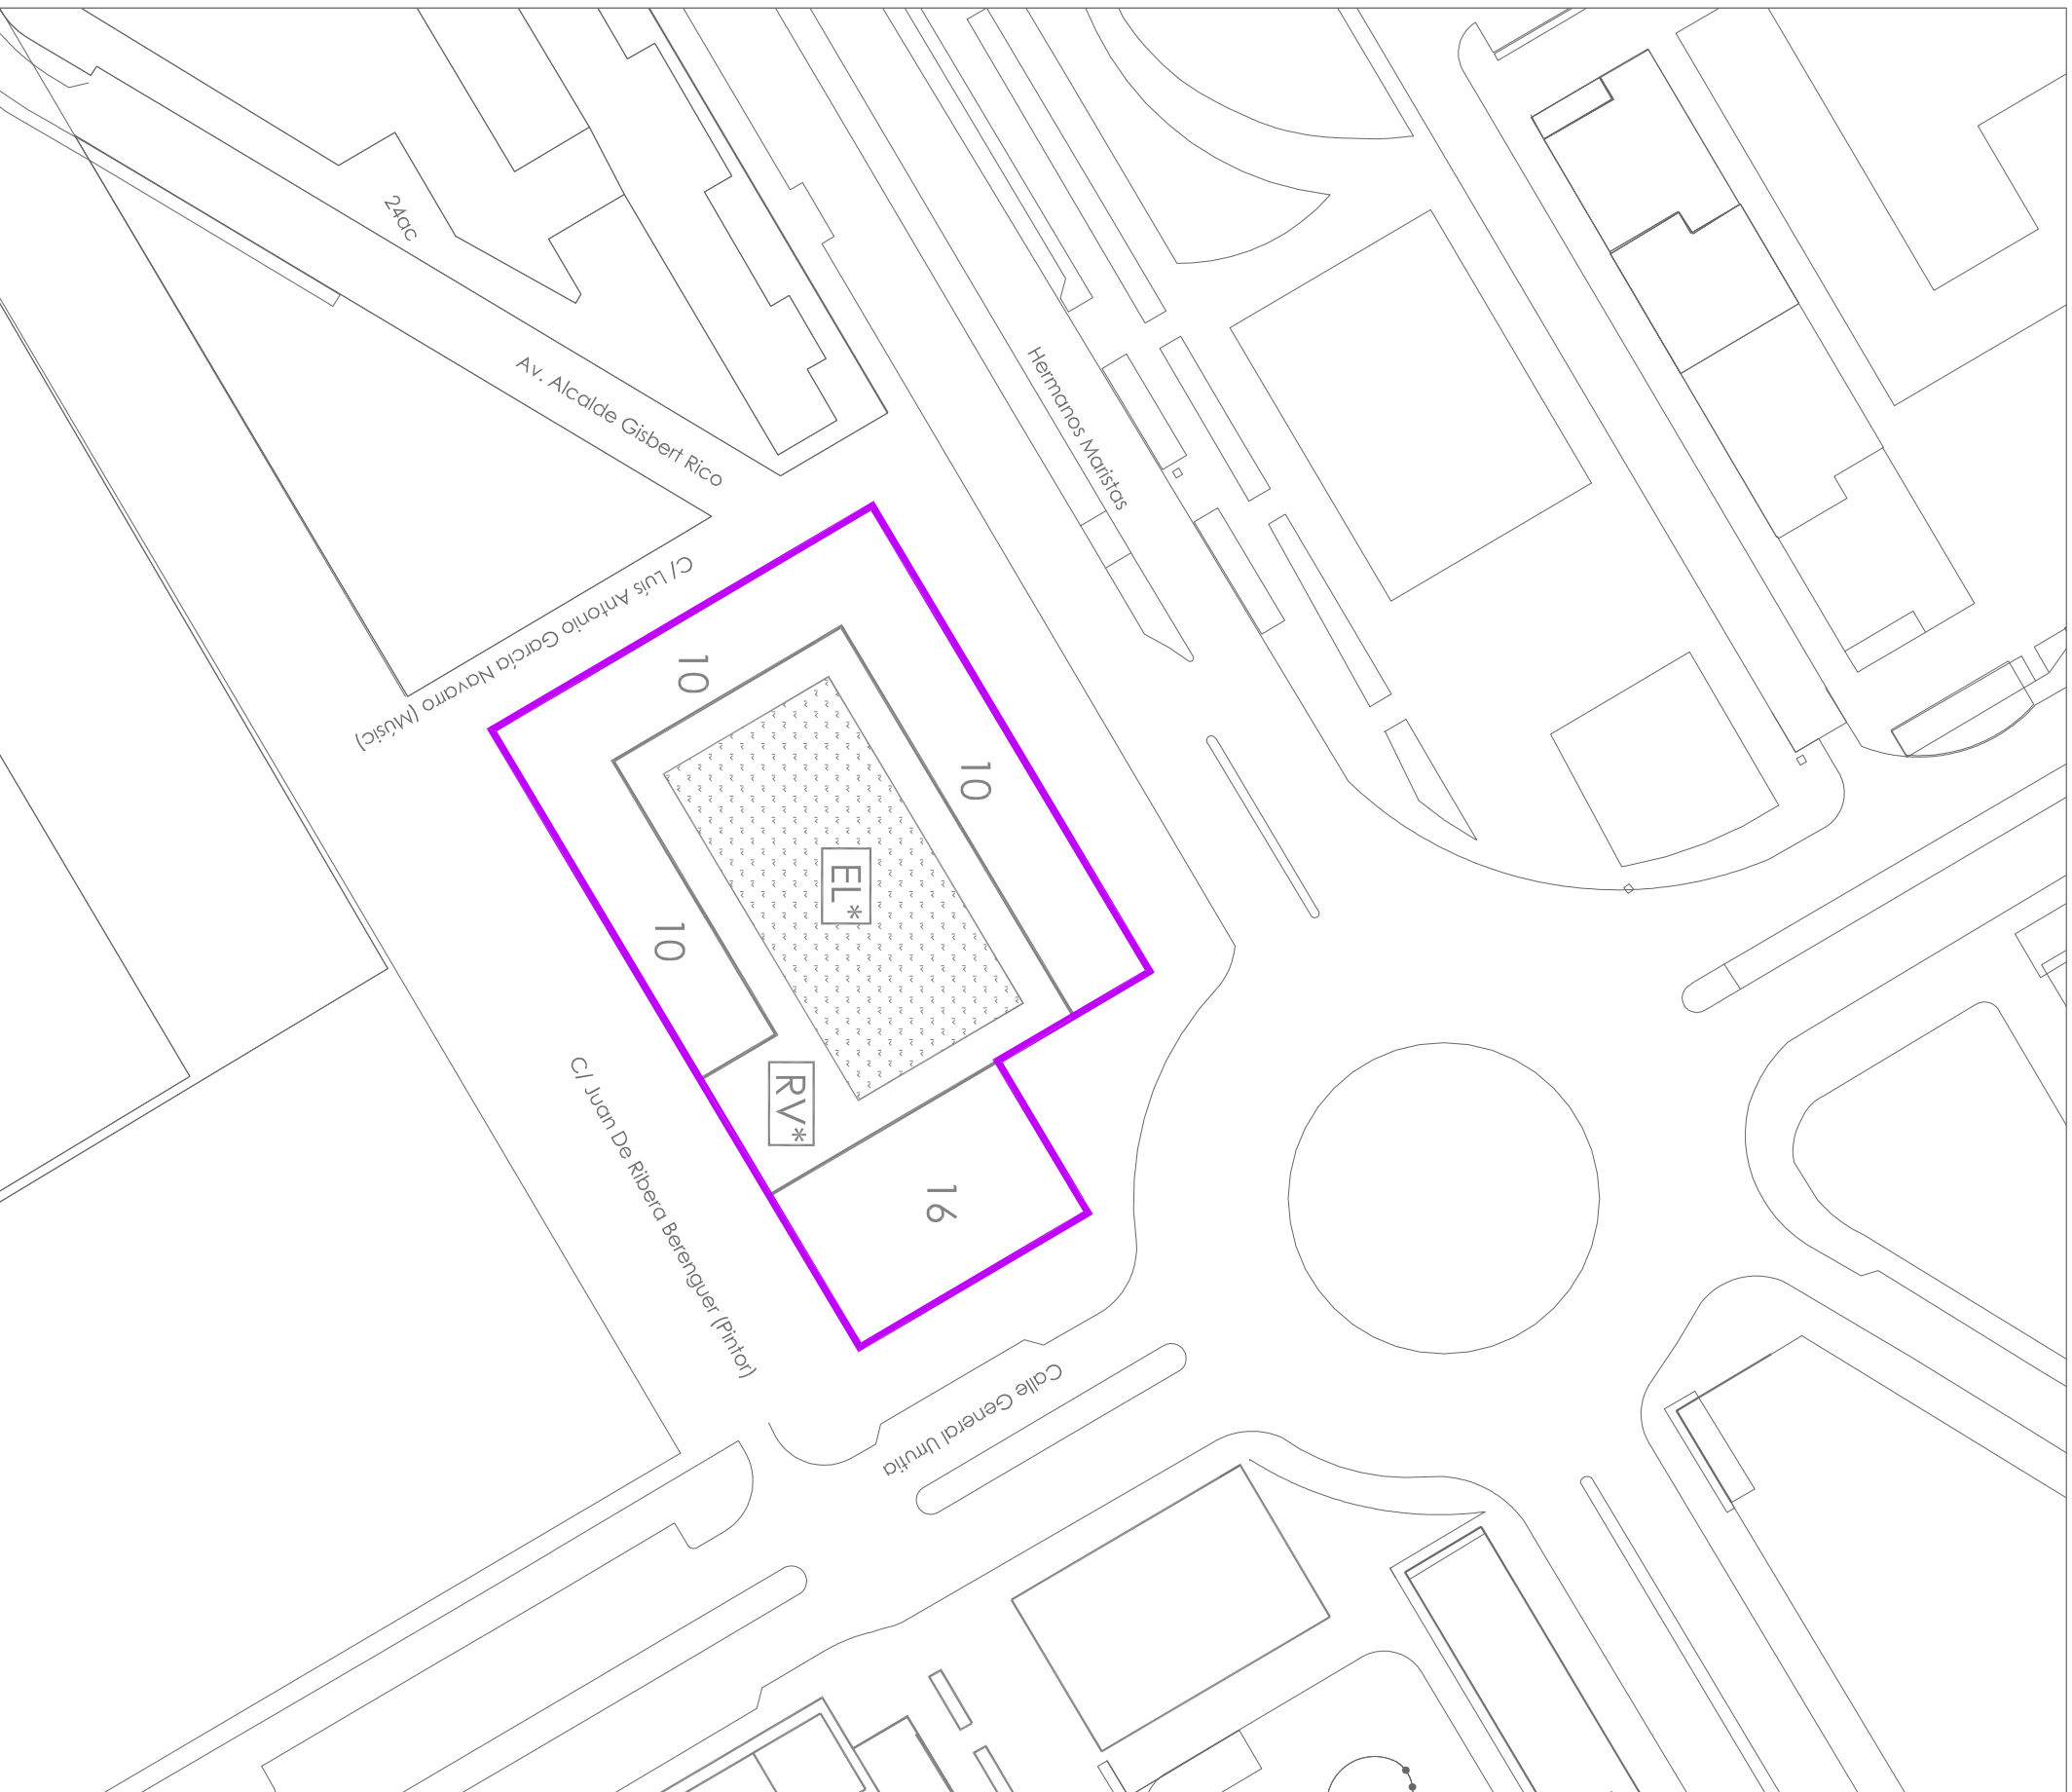 24ac
Av. Alcalde Gisbert Rico
Hermanos Maristas
C/ Luís Antonio García Navarro (Músic)
10
10
EL*
10
RV*
16
C/ Juan De Ribera Berenguer (Pintor)
Calle General Urrutia